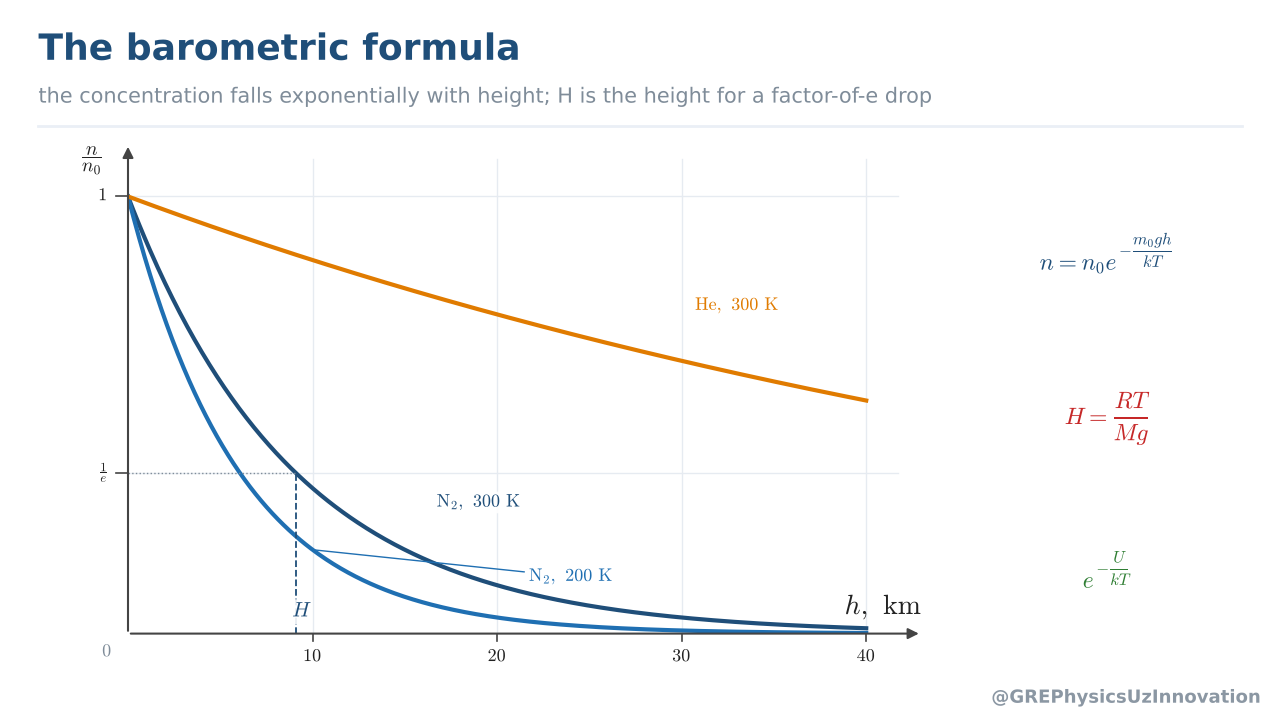 The barometric formula
the concentration falls exponentially with height; H is the height for a factor-of-e drop
n/n₀
1
n = n₀e^(−m₀gh/kT)
He, 300 K
H = RT/Mg
1/e
N₂, 300 K
N₂, 200 K
e^(−U/kT)
H
h, km
0
10 20 30 40
@GREPhysicsUzInnovation